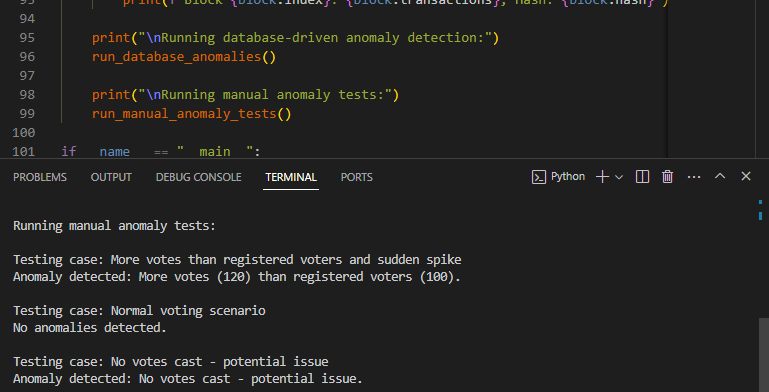 93 print(f"Block {block.index}: {block.transactions}, Hash: {block.hash}")
94
95 print("\nRunning database-driven anomaly detection:")
96 run_database_anomalies()
97
98 print("\nRunning manual anomaly tests:")
99 run_manual_anomaly_tests()
100
101 if __name__ == "__main__":
PROBLEMS OUTPUT DEBUG CONSOLE TERMINAL PORTS Python
Running manual anomaly tests:
Testing case: More votes than registered voters and sudden spike
Anomaly detected: More votes (120) than registered voters (100).
Testing case: Normal voting scenario
No anomalies detected.
Testing case: No votes cast - potential issue
Anomaly detected: No votes cast - potential issue.